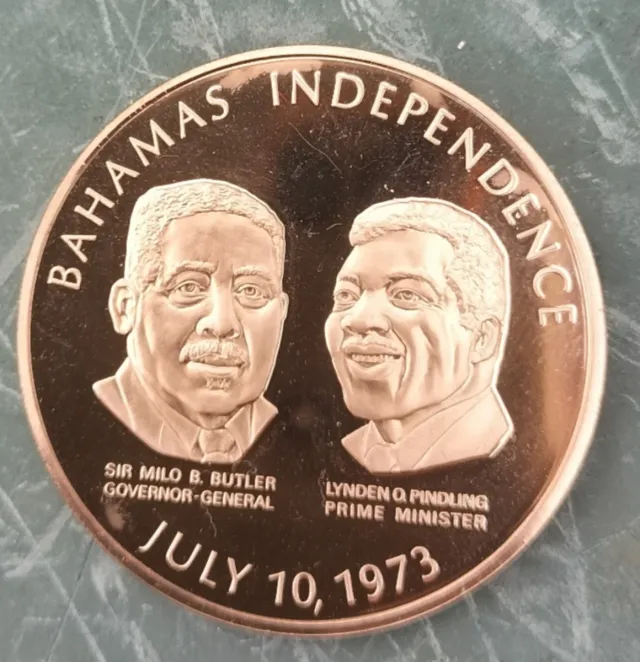 BAHAMAS INDEPENDENCE
SIR MILO B. BUTLER
GOVERNOR-GENERAL
LYNDEN O. PINDLING
PRIME MINISTER
JULY 10, 1973